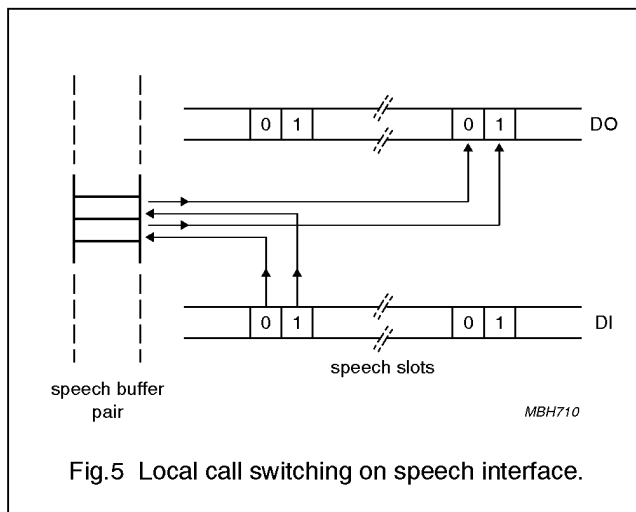 0 1 0 1 DO
0 1 0 1 DI
speech slots
speech buffer
pair
MBH710
Fig.5 Local call switching on speech interface.